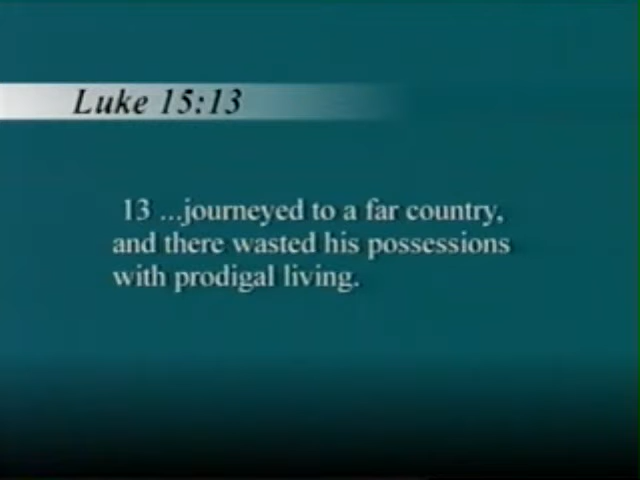 Luke 15:13
13 ...journeyed to a far country,
and there wasted his possessions
with prodigal living.